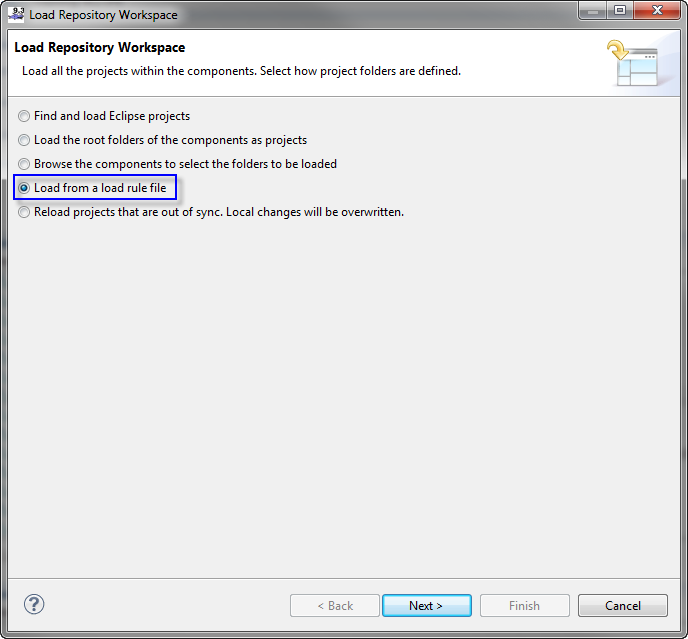 9.3 Load Repository Workspace
Load Repository Workspace
Load all the projects within the components. Select how project folders are defined.
Find and load Eclipse projects
Load the root folders of the components as projects
Browse the components to select the folders to be loaded
Load from a load rule file
Reload projects that are out of sync. Local changes will be overwritten.
? < Back Next > Finish Cancel